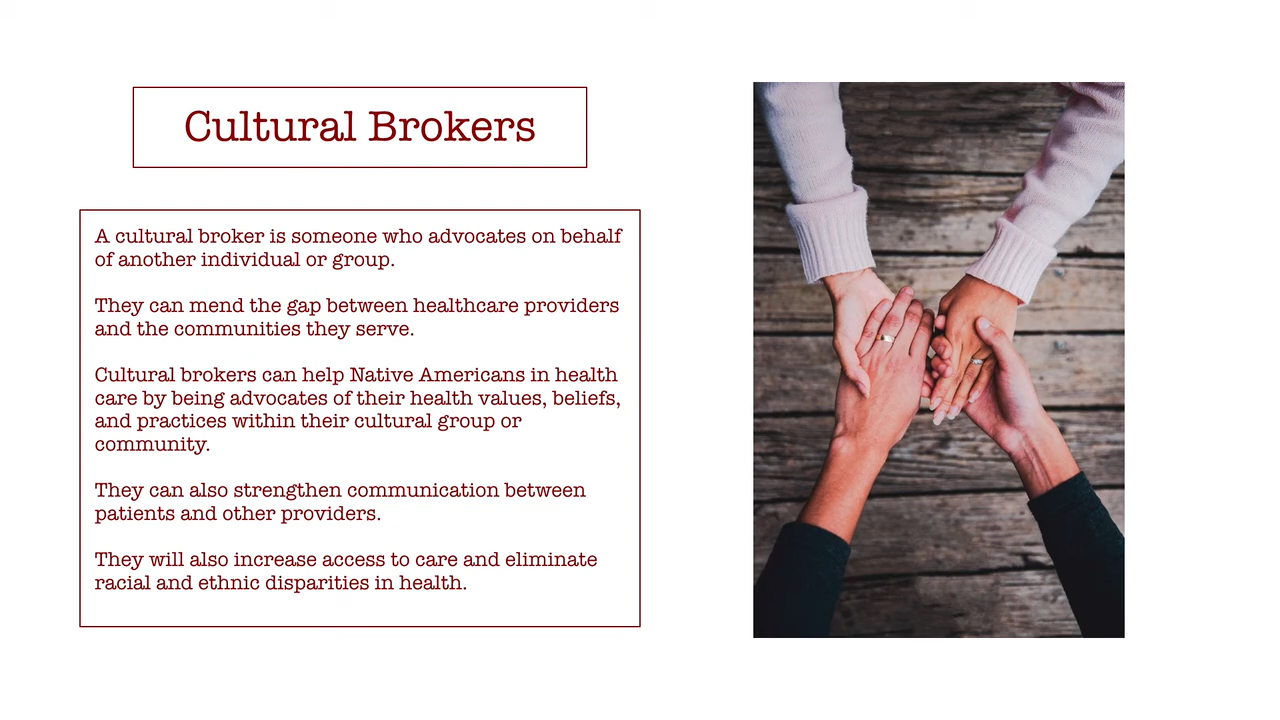 Cultural Brokers
A cultural broker is someone who advocates on behalf
of another individual or group.
They can mend the gap between healthcare providers
and the communities they serve.
Cultural brokers can help Native Americans in health
care by being advocates of their health values, beliefs,
and practices within their cultural group or
community.
They can also strengthen communication between
patients and other providers.
They will also increase access to care and eliminate
racial and ethnic disparities in health.